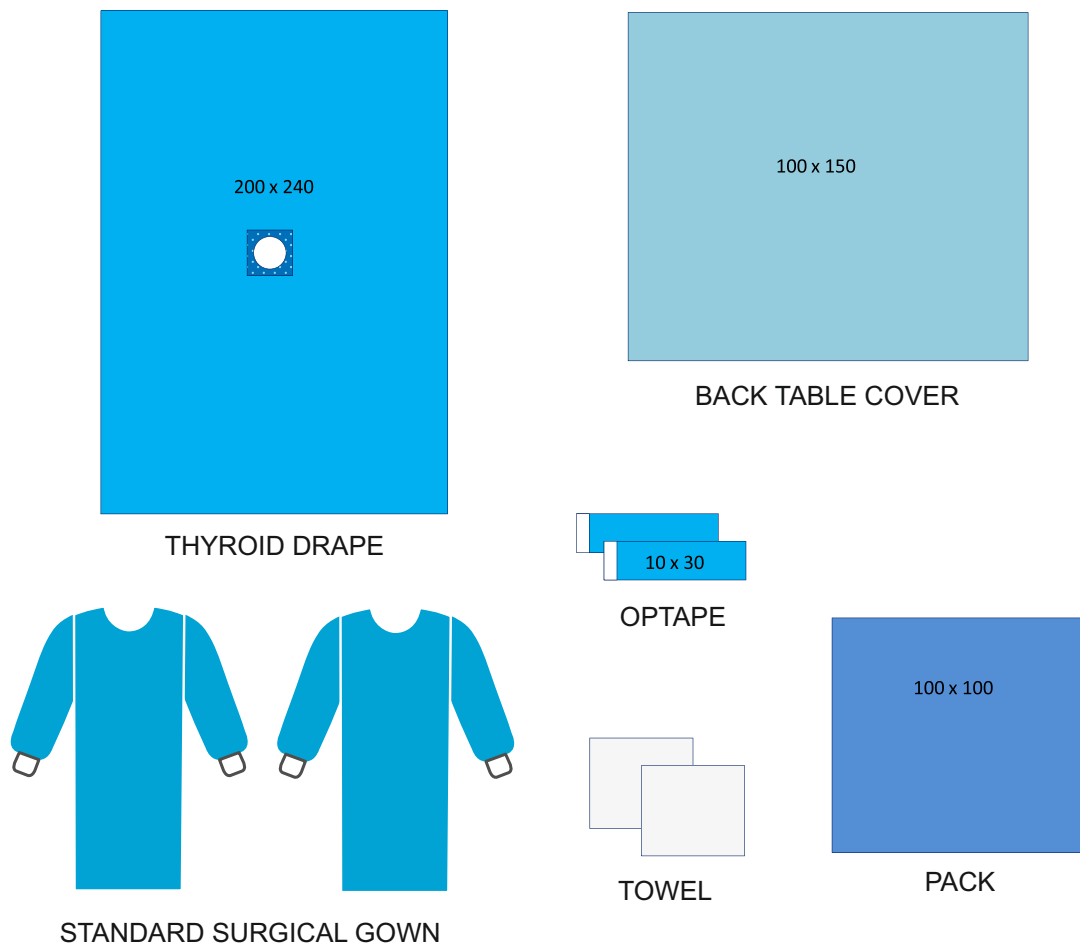 200 x 240
THYROID DRAPE
100 x 150
BACK TABLE COVER
10 x 30
OPTAPE
100 x 100
PACK
TOWEL
STANDARD SURGICAL GOWN